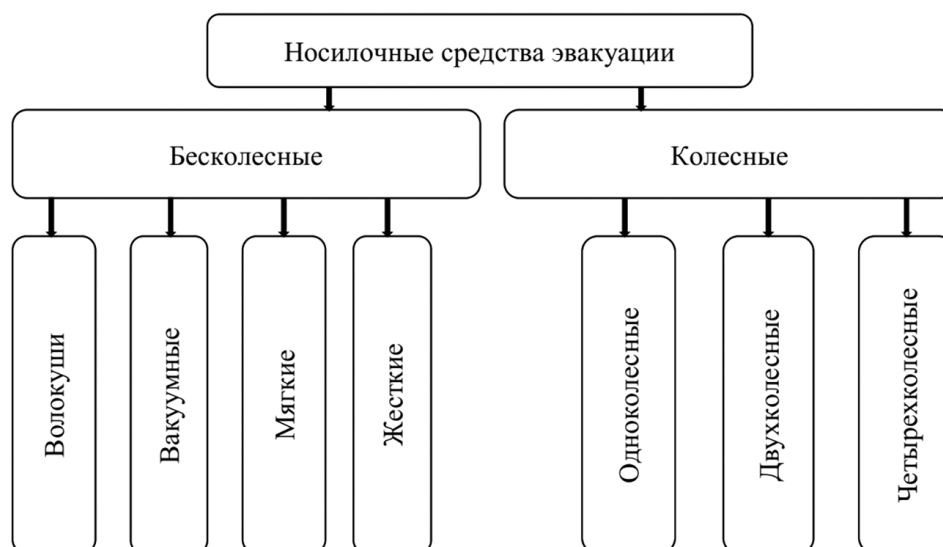 Носилочные средства эвакуации
Бесколесные
Колесные
Волокуши
Вакуумные
Мягкие
Жесткие
Одноколесные
Двухколесные
Четырехколесные